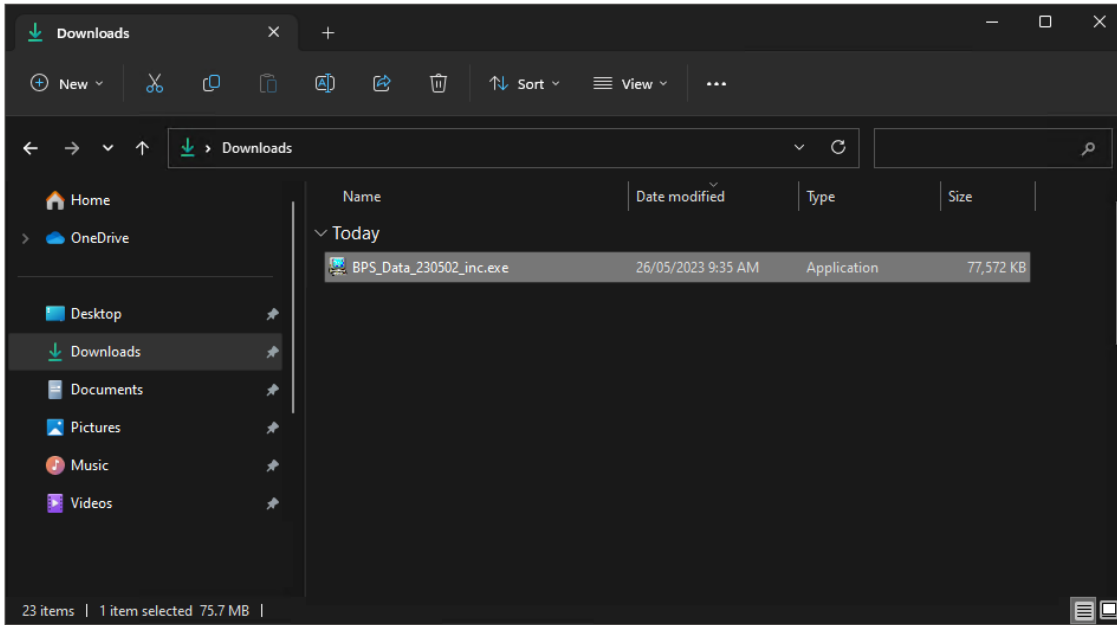 Downloads
New Sort View
Downloads
Home
OneDrive
Desktop
Downloads
Documents
Pictures
Music
Videos
Name Date modified Type Size
Today
BPS_Data_230502_inc.exe 26/05/2023 9:35 AM Application 77,572 KB
23 items 1 item selected 75.7 MB